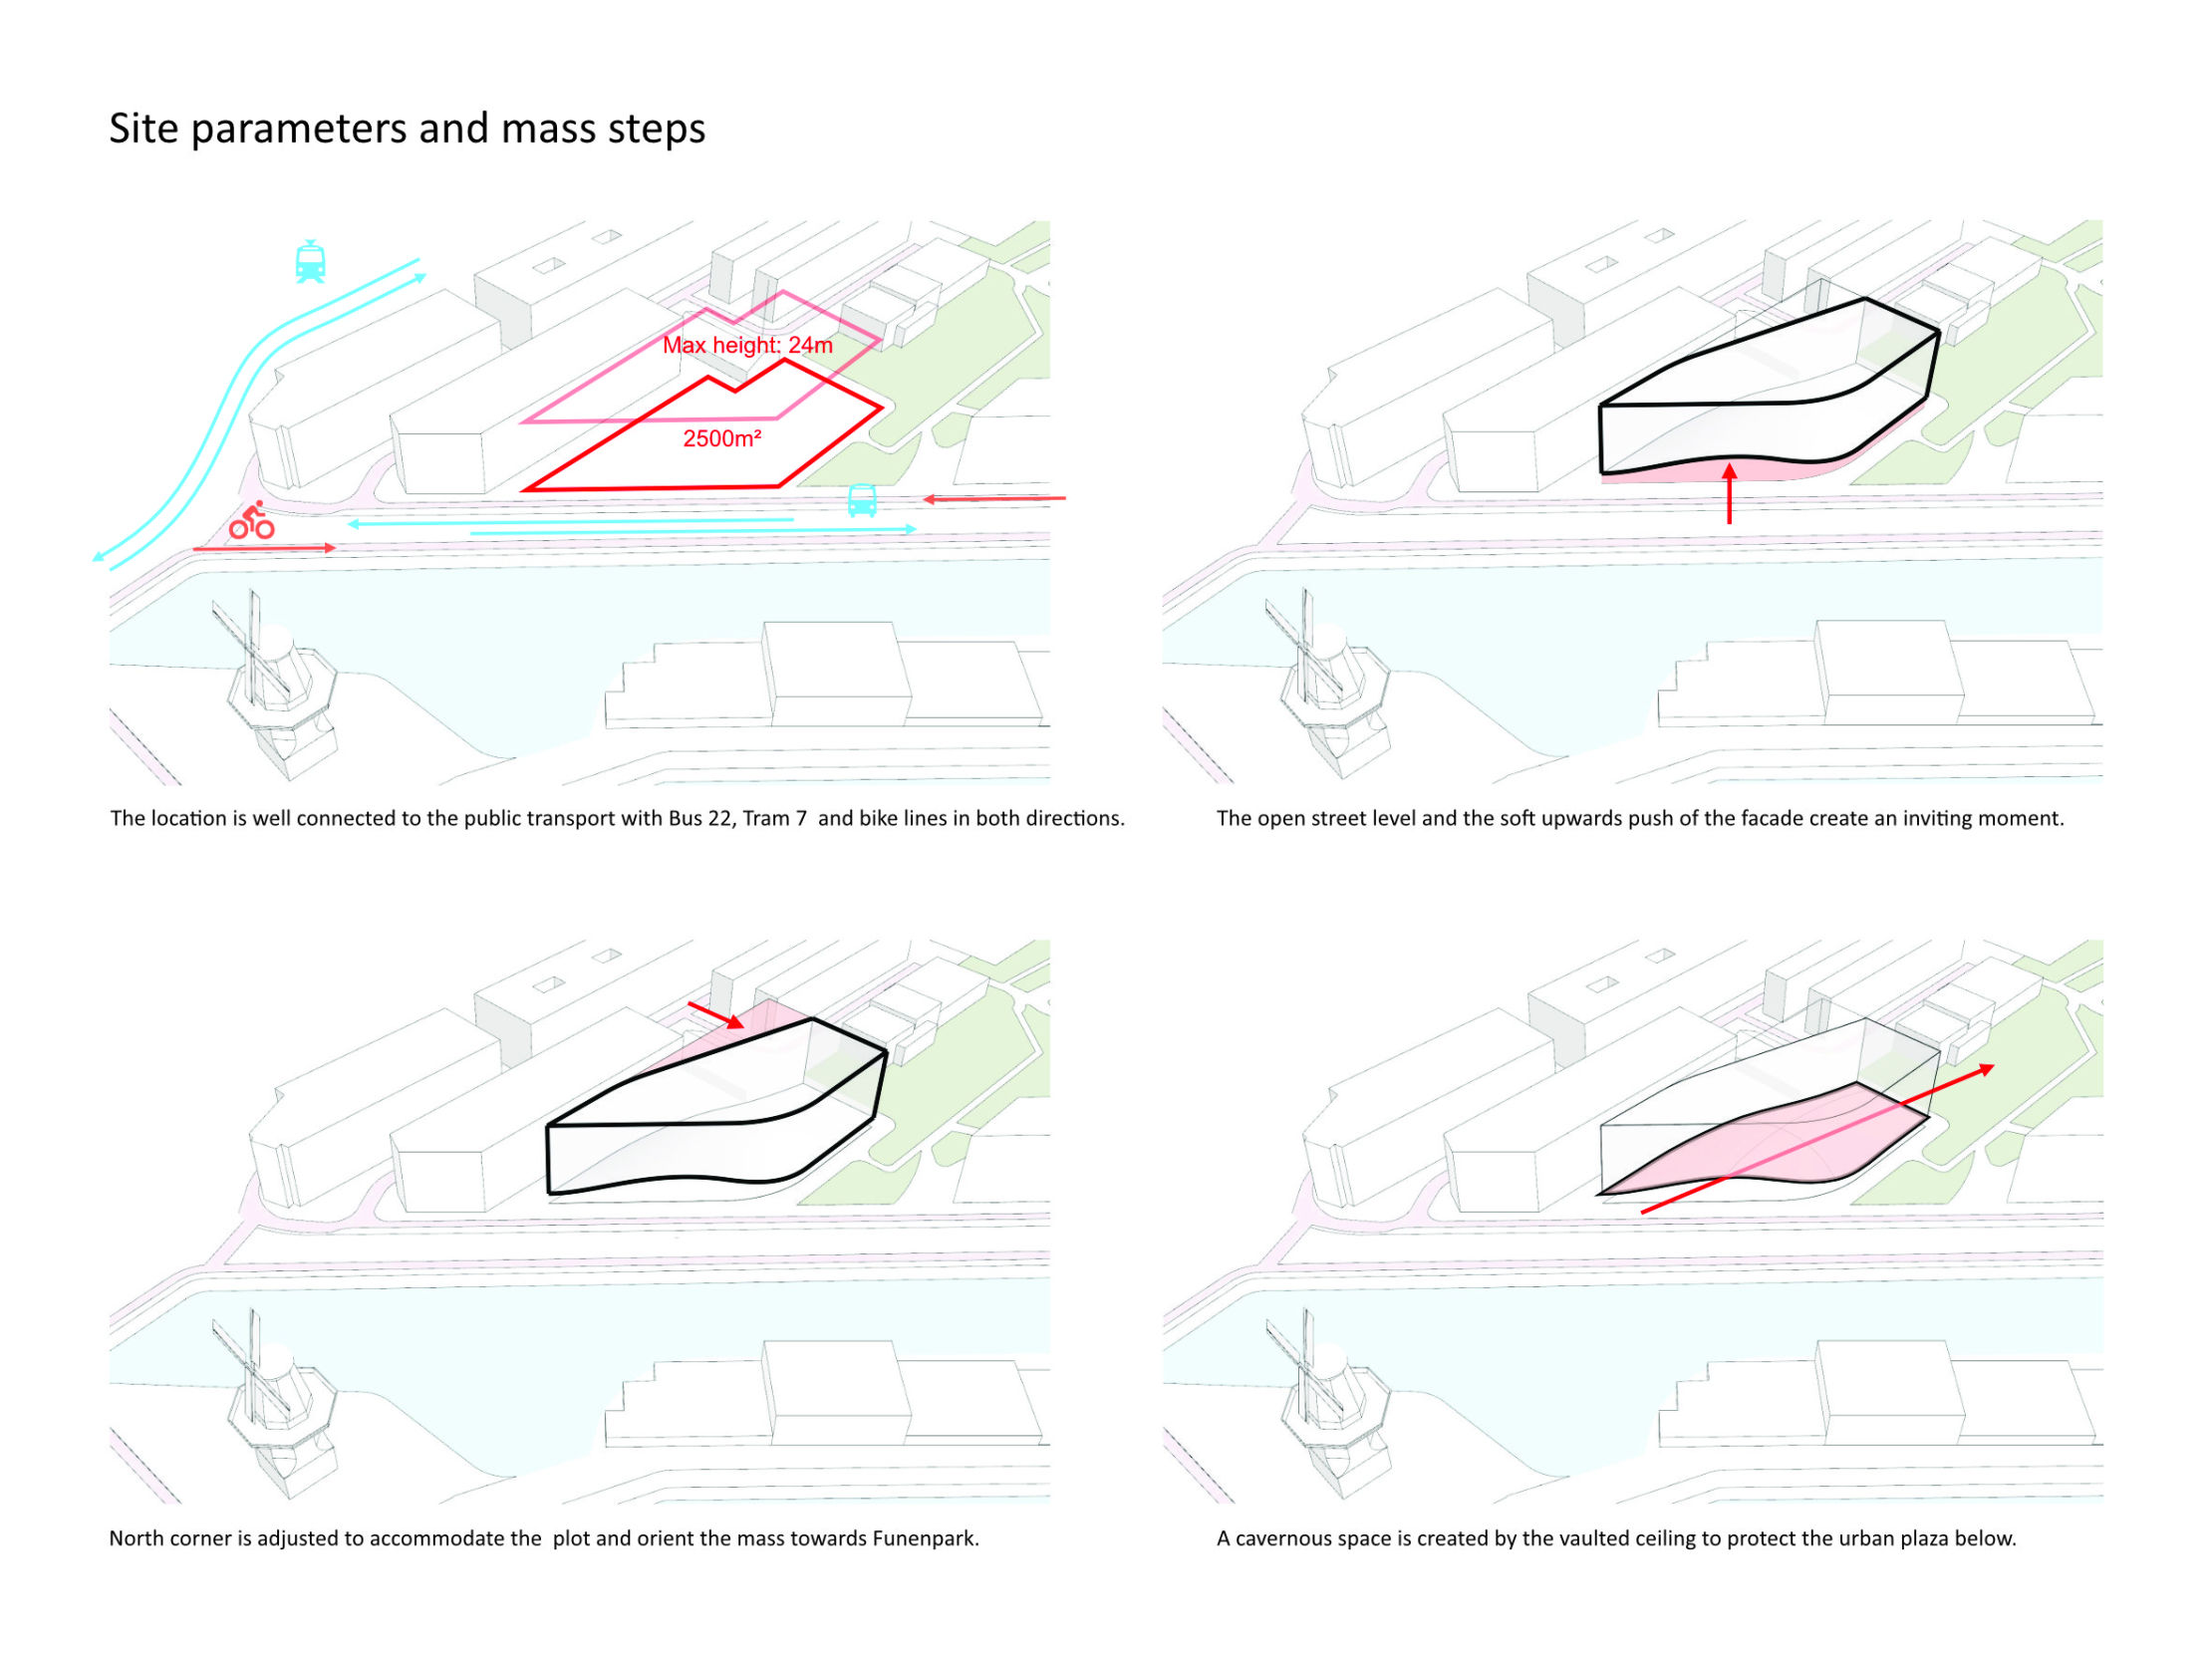 Site parameters and mass steps
Max height: 24m
2500m²
The location is well connected to the public transport with Bus 22, Tram 7  and bike lines in both directions.
The open street level and the soft upwards push of the facade create an inviting moment.
North corner is adjusted to accommodate the  plot and orient the mass towards Funenpark.
A cavernous space is created by the vaulted ceiling to protect the urban plaza below.